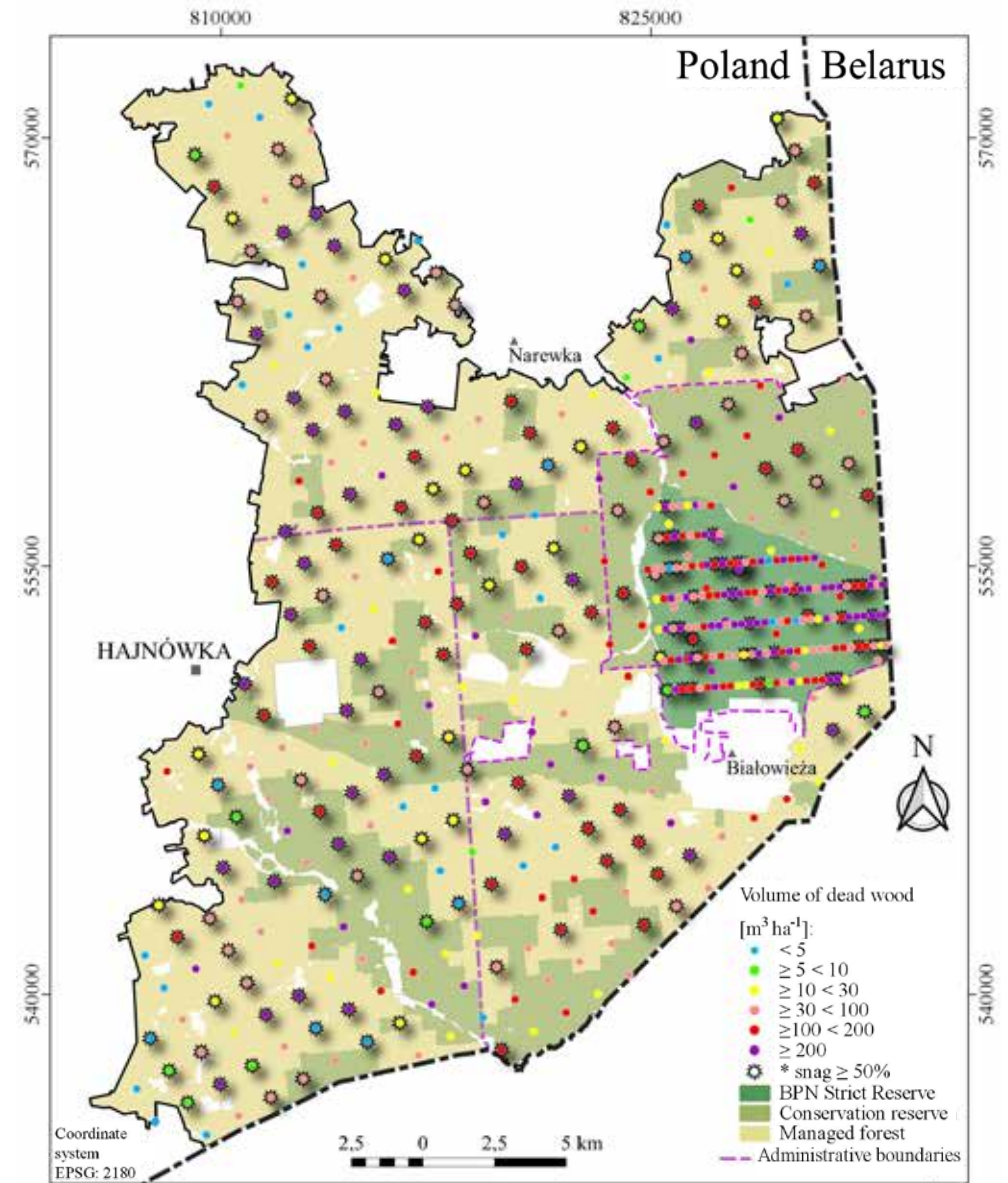 810000 825000
Poland Belarus
570000 570000
Narewka
555000 555000
HAJNÓWKA
Białowieża
N
Volume of dead wood
[m³ ha⁻¹]:
< 5
≥ 5 < 10
≥ 10 < 30
≥ 30 < 100
≥100 < 200
≥ 200
* snag ≥ 50%
BPN Strict Reserve
Conservation reserve
Managed forest
Administrative boundaries
540000 540000
Coordinate
system
EPSG: 2180
2,5 0 2,5 5 km